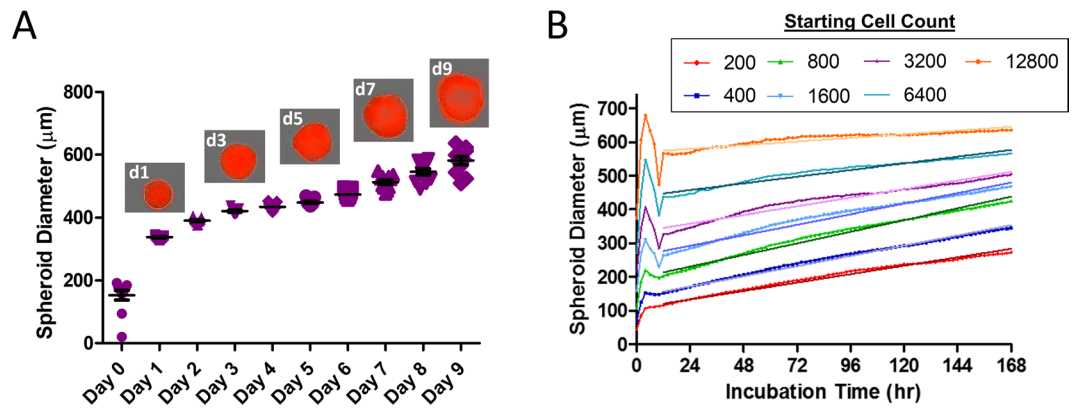 A
Spheroid Diameter (μm)
800
600
400
200
0
d1
d3
d5
d7
d9
Day 0
Day 1
Day 2
Day 3
Day 4
Day 5
Day 6
Day 7
Day 8
Day 9
B
Starting Cell Count
200 800 3200 12800
400 1600 6400
Spheroid Diameter (μm)
700
600
500
400
300
200
100
0
0 24 48 72 96 120 144 168
Incubation Time (hr)